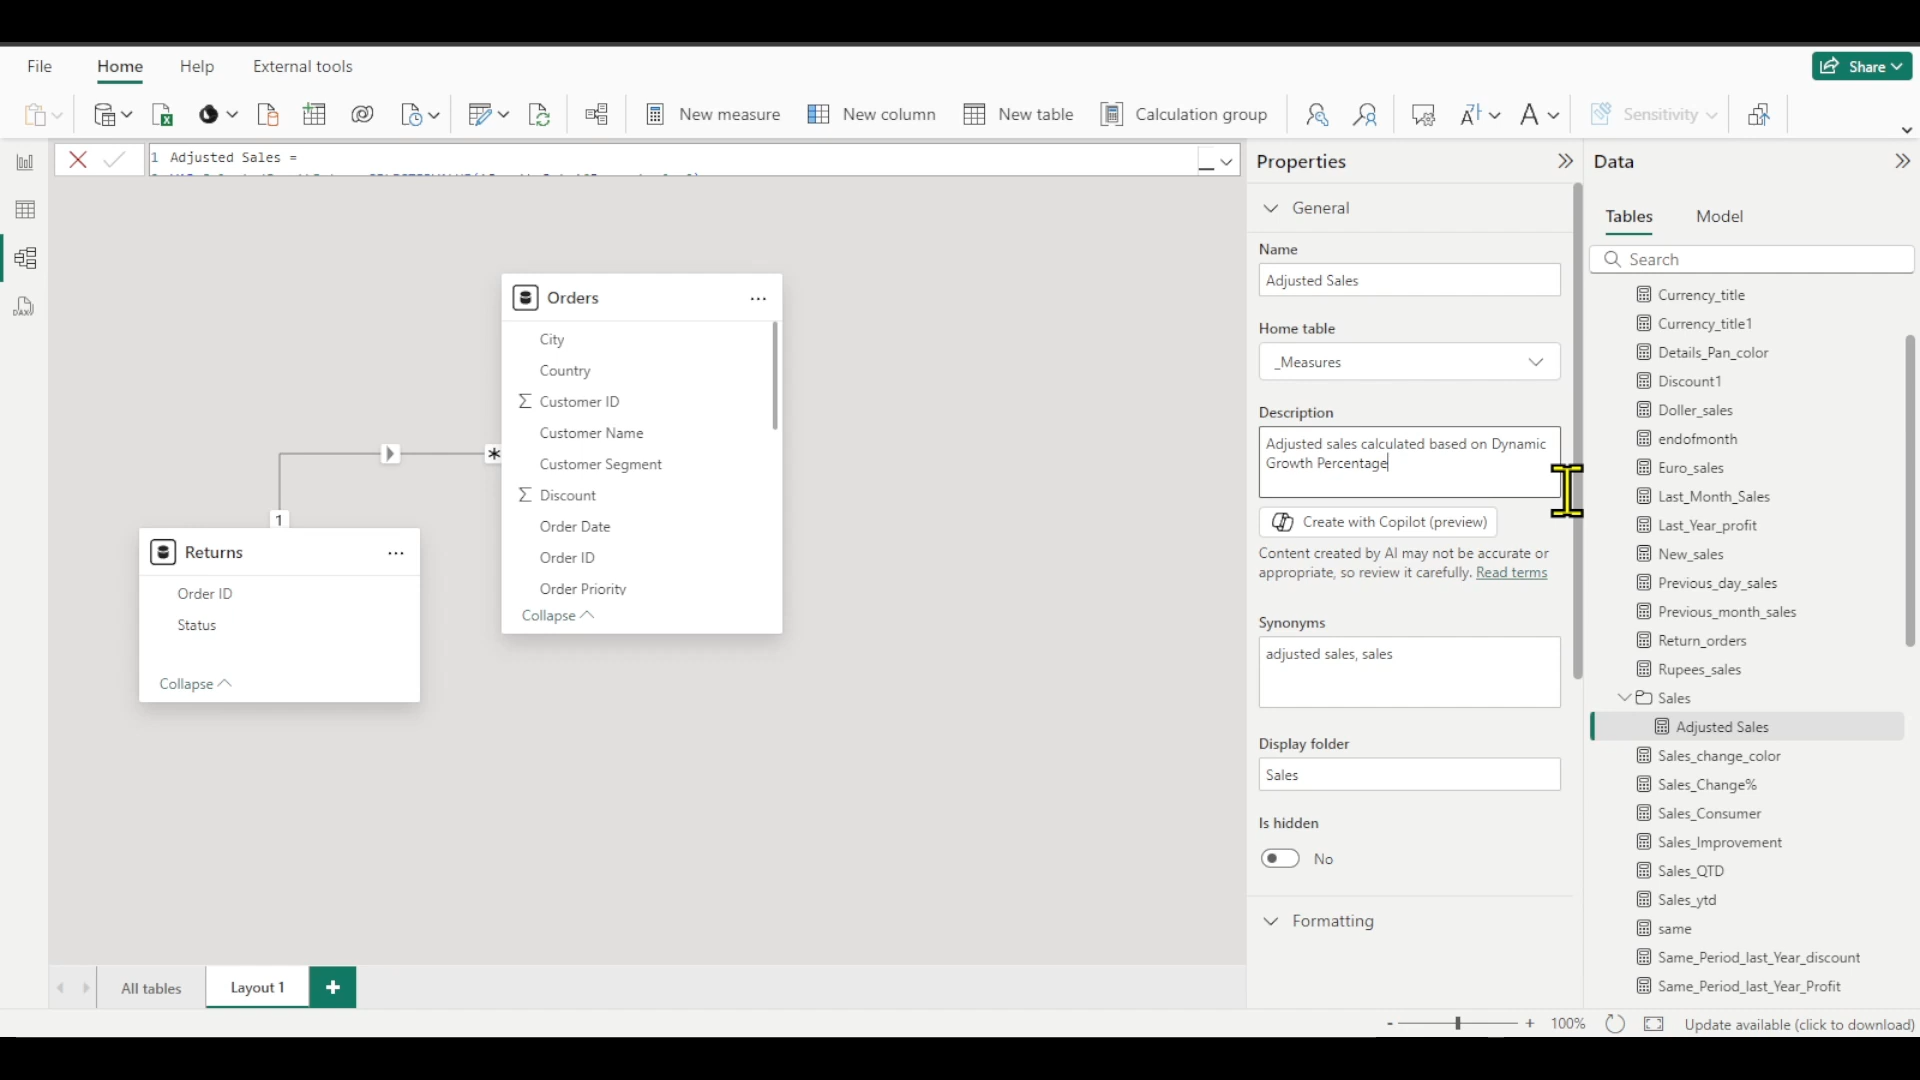 File
Home
Help
External tools
Share
New measure
New column
New table
Calculation group
Sensitivity
1 Adjusted Sales =
Orders
City
Country
Customer ID
Customer Name
Customer Segment
Discount
Order Date
Order ID
Order Priority
Collapse
*
1
Returns
Order ID
Status
Collapse
All tables
Layout 1
+
Properties
General
Name
Adjusted Sales
Home table
_Measures
Description
Adjusted sales calculated based on Dynamic
Growth Percentage
Create with Copilot (preview)
Content created by AI may not be accurate or
appropriate, so review it carefully. Read terms
Synonyms
adjusted sales, sales
Display folder
Sales
Is hidden
No
Formatting
Data
Tables
Model
Search
Currency_title
Currency_title1
Details_Pan_color
Discount1
Doller_sales
endofmonth
Euro_sales
Last_Month_Sales
Last_Year_profit
New_sales
Previous_day_sales
Previous_month_sales
Return_orders
Rupees_sales
Sales
Adjusted Sales
Sales_change_color
Sales_Change%
Sales_Consumer
Sales_Improvement
Sales_QTD
Sales_ytd
same
Same_Period_last_Year_discount
Same_Period_last_Year_Profit
- + 100%
Update available (click to download)